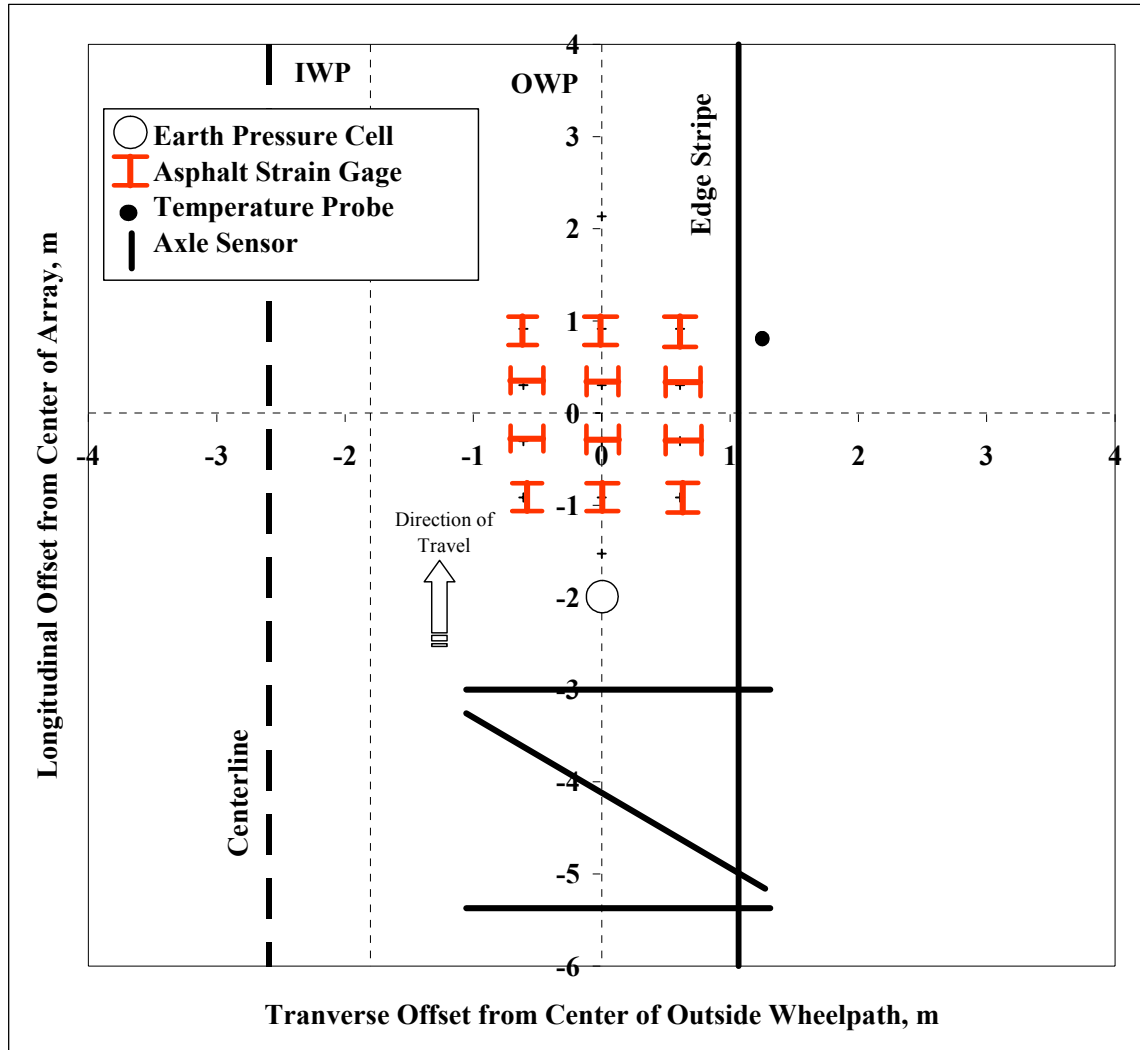 4
IWP
OWP
Earth Pressure Cell
Asphalt Strain Gage
Temperature Probe
Axle Sensor
Edge Stripe
3
2
1
0
-4
-3
-2
-1
0
1
2
3
4
-1
Direction of
Travel
-2
-3
-4
-5
-6
Centerline
Longitudinal Offset from Center of Array, m
Tranverse Offset from Center of Outside Wheelpath, m